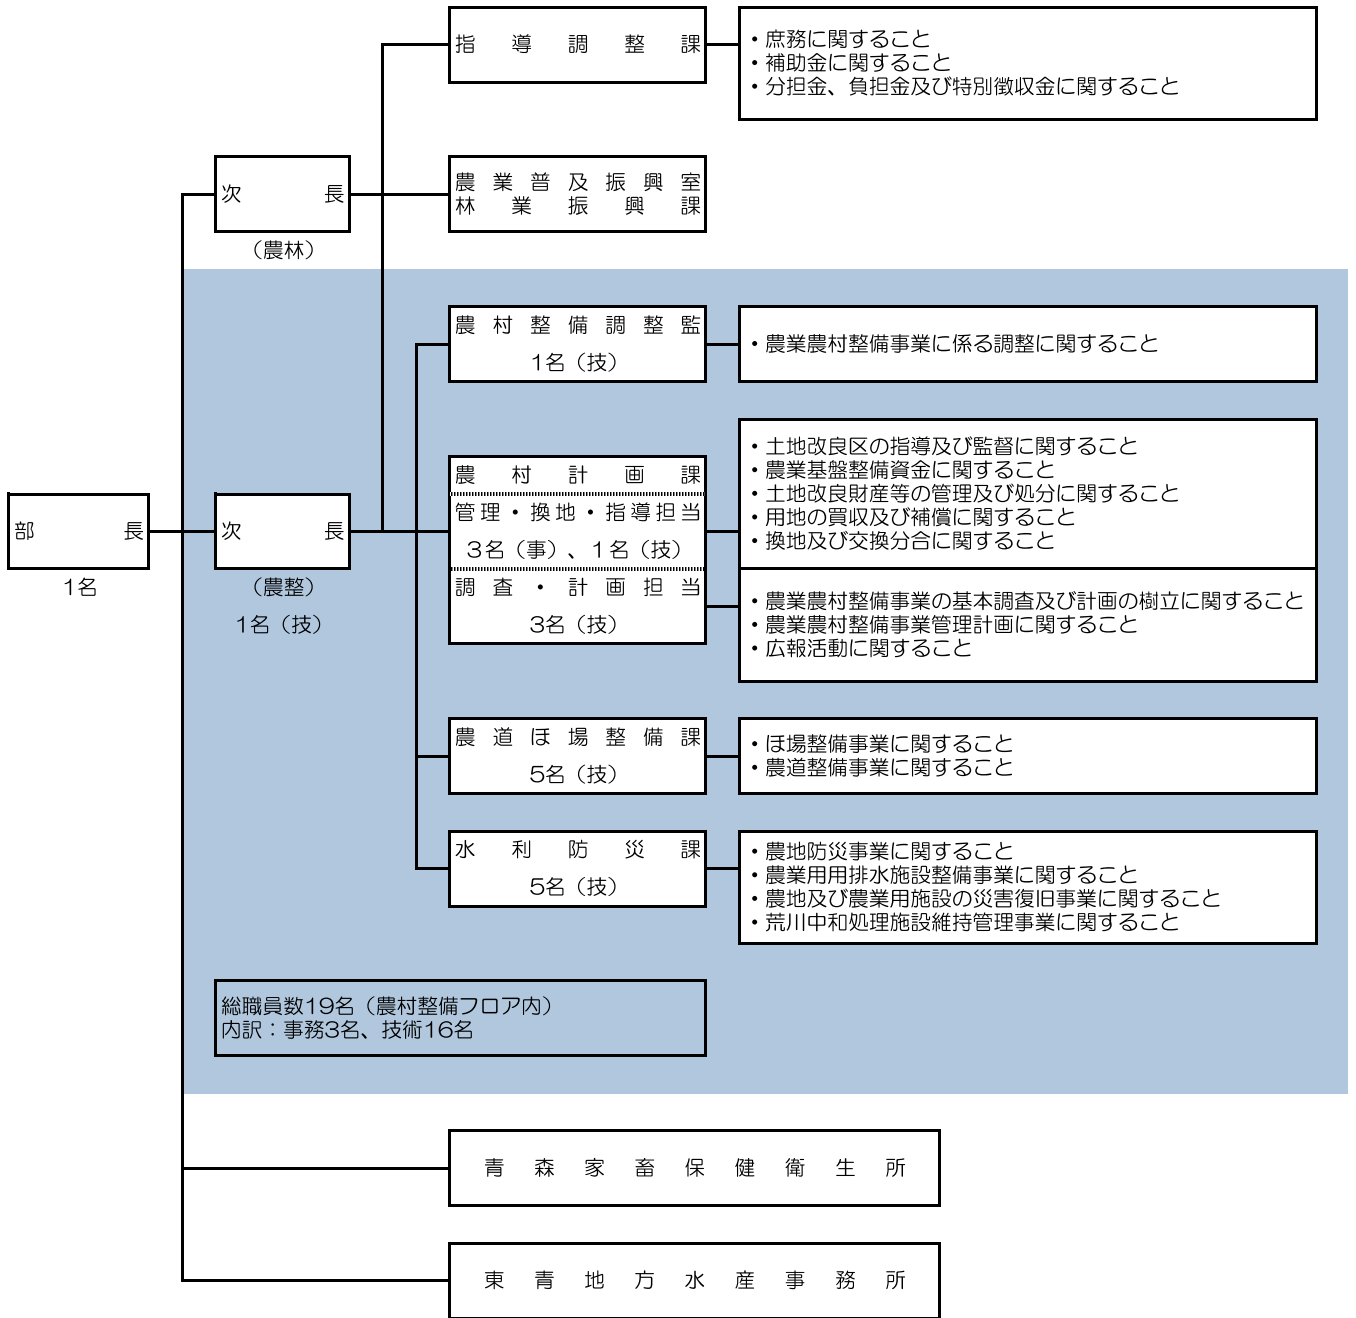 指導調整課
・庶務に関すること
・補助金に関すること
・分担金、負担金及び特別徴収金に関すること
次長
（農林）
農業普及振興室
林業振興課
農村整備調整監
1名（技）
・農業農村整備事業に係る調整に関すること
部長
1名
次長
（農整）
1名（技）
農村計画課
管理・換地・指導担当
3名（事）、1名（技）
・土地改良区の指導及び監督に関すること
・農業基盤整備資金に関すること
・土地改良財産等の管理及び処分に関すること
・用地の買収及び補償に関すること
・換地及び交換分合に関すること
調査・計画担当
3名（技）
・農業農村整備事業の基本調査及び計画の樹立に関すること
・農業農村整備事業管理計画に関すること
・広報活動に関すること
農道ほ場整備課
5名（技）
・ほ場整備事業に関すること
・農道整備事業に関すること
水利防災課
5名（技）
・農地防災事業に関すること
・農業用用排水施設整備事業に関すること
・農地及び農業用施設の災害復旧事業に関すること
・荒川中和処理施設維持管理事業に関すること
総職員数19名（農村整備フロア内）
内訳：事務3名、技術16名
青森家畜保健衛生所
東青地方水産事務所